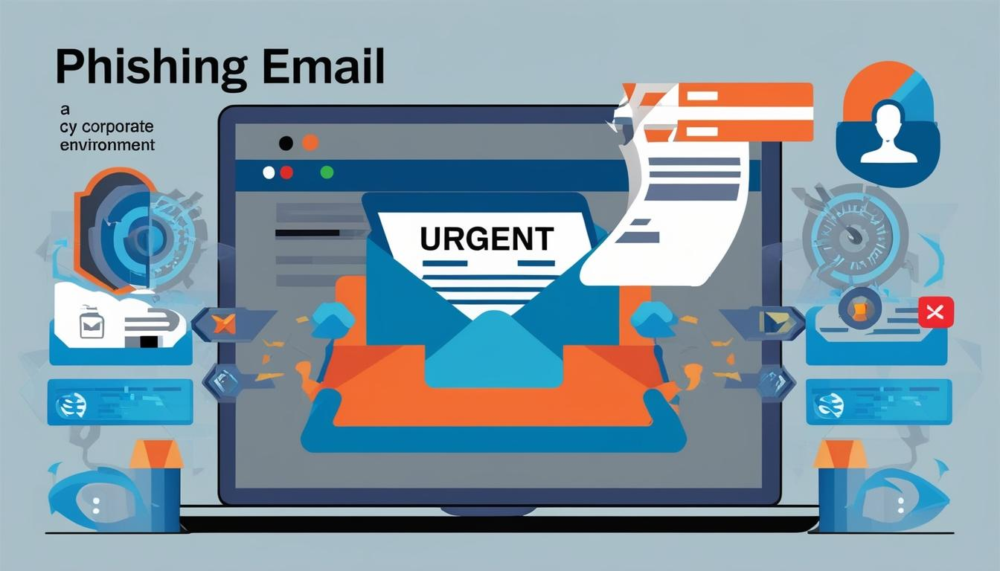 Phishing Email
a
cy corporate
environment
URGENT